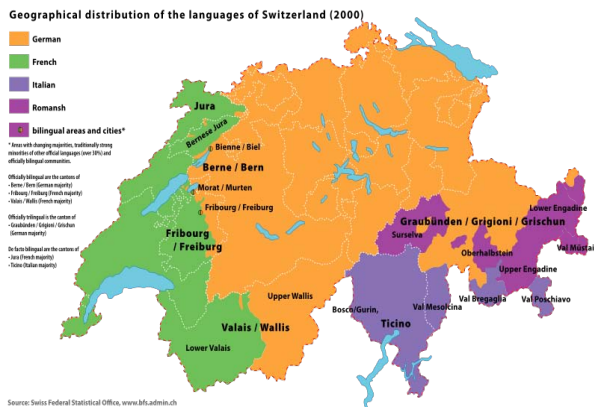 Geographical distribution of the languages of Switzerland (2000)
German
French
Italian
Romansh
bilingual areas and cities*
* Areas with changing majorities, traditionally strong
minorities of other official languages (over 30%) and
officially bilingual communes.
Officially bilingual are the cantons of
- Berne / Bern (German majority)
- Fribourg / Freiburg (French majority)
- Valais / Wallis (French majority)
Officially trilingual is the canton of
- Graubünden / Grigioni / Grischun
(German majority)
De facto bilingual are the cantons of
- Jura (French majority)
- Ticino (Italian majority)
Jura
Bernese Jura
Bienne / Biel
Berne / Bern
Morat / Murten
Fribourg / Freiburg
Fribourg
/ Freiburg
Lower Engadine
Graubünden / Grigioni / Grischun
Surselva
Val Müstair
Oberhalbstein
Upper Engadine
Upper Wallis
Val Bregaglia
Val Poschiavo
Bosch/Gurin,
Val Mesolcina
Ticino
Valais / Wallis
Lower Valais
Source: Swiss Federal Statistical Office, www.bfs.admin.ch